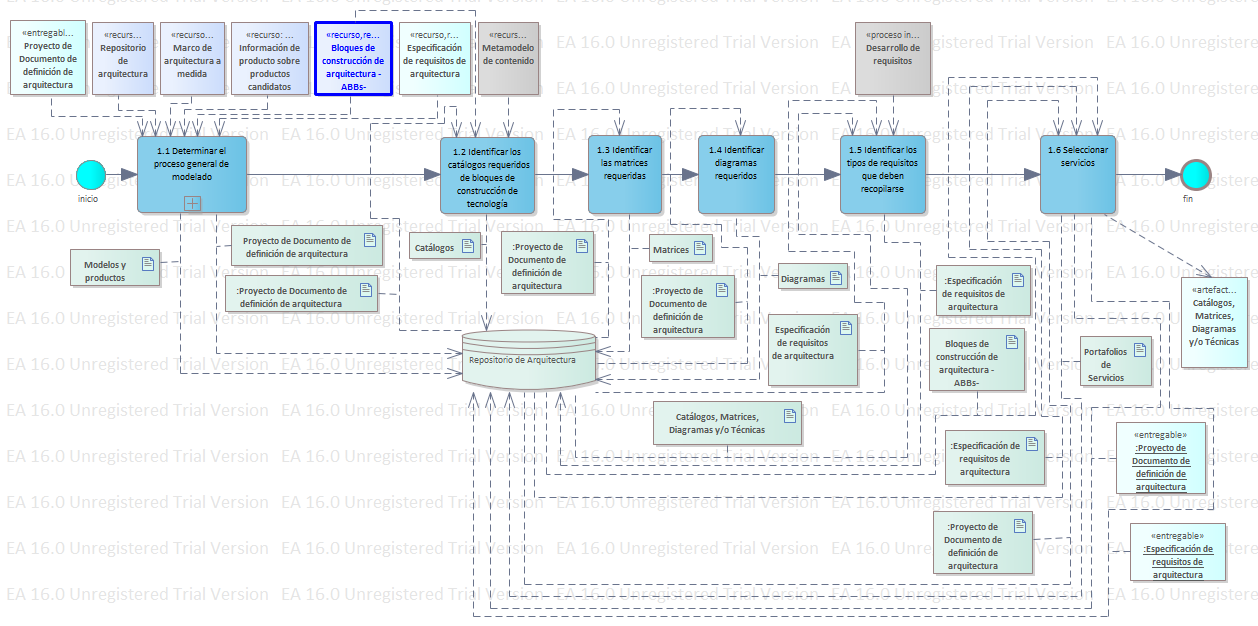 «entregabl...
Proyecto de
Documento de
definición de
arquitectura
«recurs...
Repositorio
de
arquitectura
«recurso...
Marco de
arquitectura a
medida
«recurso: ...
Información de
producto sobre
productos
candidatos
«recurso,re...
Bloques de
construcción de
arquitectura -
ABBs-
«recurso,r...
Especificación
de requisitos de
arquitectura
«recurs...
Metamodelo
de contenido
«proceso in...
Desarrollo de
requisitos
EA 16.0 Unregistered Trial Version
inicio
1.1 Determinar el
proceso general de
modelado
1.2 Identificar los
catálogos requeridos
de bloques de
construcción de
tecnología
1.3 Identificar
las matrices
requeridas
1.4 Identificar
diagramas
requeridos
1.5 Identificar los
tipos de requisitos
que deben
recopilarse
1.6 Seleccionar
servicios
fin
Modelos y
productos
Proyecto de Documento de
definición de arquitectura
:Proyecto de Documento de
definición de arquitectura
Catálogos
:Proyecto de
Documento de
definición de
arquitectura
Matrices
:Proyecto de
Documento de
definición de
arquitectura
Diagramas
Especificación
de requisitos
de arquitectura
:Especificación
de requisitos de
arquitectura
Bloques de
construcción de
arquitectura -
ABBs-
Portafolios
de
Servicios
«artefact...
Catálogos,
Matrices,
Diagramas
y/o Técnicas
Repositorio de Arquitectura
Catálogos, Matrices,
Diagramas y/o Técnicas
:Especificación de
requisitos de
arquitectura
«entregable»
:Proyecto de
Documento de
definición de
arquitectura
:Proyecto de
Documento de
definición de
arquitectura
«entregable»
:Especificación de
requisitos de
arquitectura